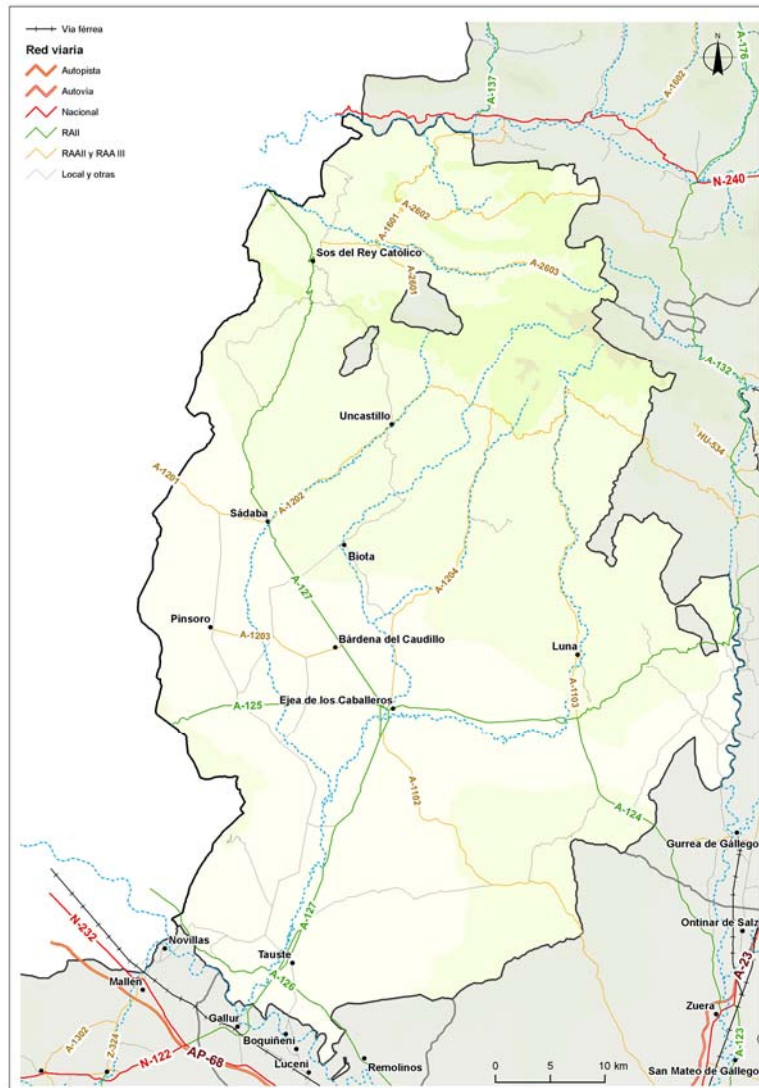 Vía férrea
Red viaria
Autopista
Autovía
Nacional
RAII
RAAII y RAA III
Local y otras
N
A-137
A-176
A-1602
N-240
A-2602
A-1601
Sos del Rey Católico
A-2603
A-2601
A-132
Uncastillo
HU-534
A-1201
A-1202
Sádaba
Biota
A-127
A-1204
Pinsoro
A-1203
Bárdena del Caudillo
Luna
A-125
Ejea de los Caballeros
A-1103
A-1102
A-124
Gurrea de Gállego
N-232
Novillas
A-127
Ontinar de Salz
Tauste
A-23
Mallén
A-126
Zuera
Gallur
A-1302
Z-324
Boquiñeni
N-122
AP-68
Luceni
Remolinos
0 5 10 km
A-123
San Mateo de Gállego